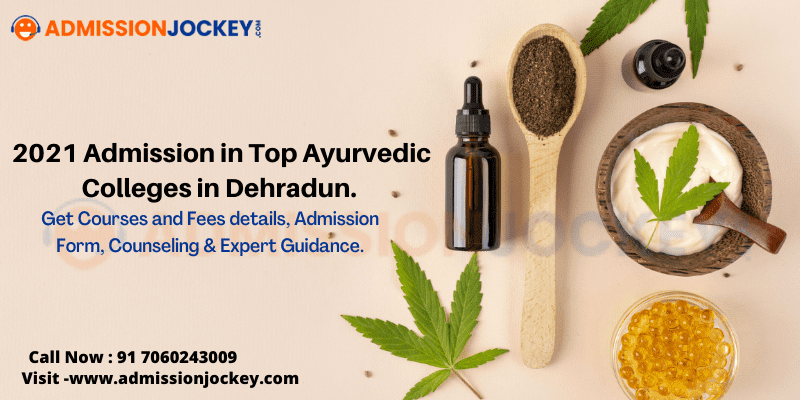 ADMISSIONJOCKEY.COM
2021 Admission in Top Ayurvedic
Colleges in Dehradun.
Get Courses and Fees details, Admission
Form, Counseling & Expert Guidance.
ADMISSIONJOCKEY
Call Now : 91 7060243009
Visit -www.admissionjockey.com